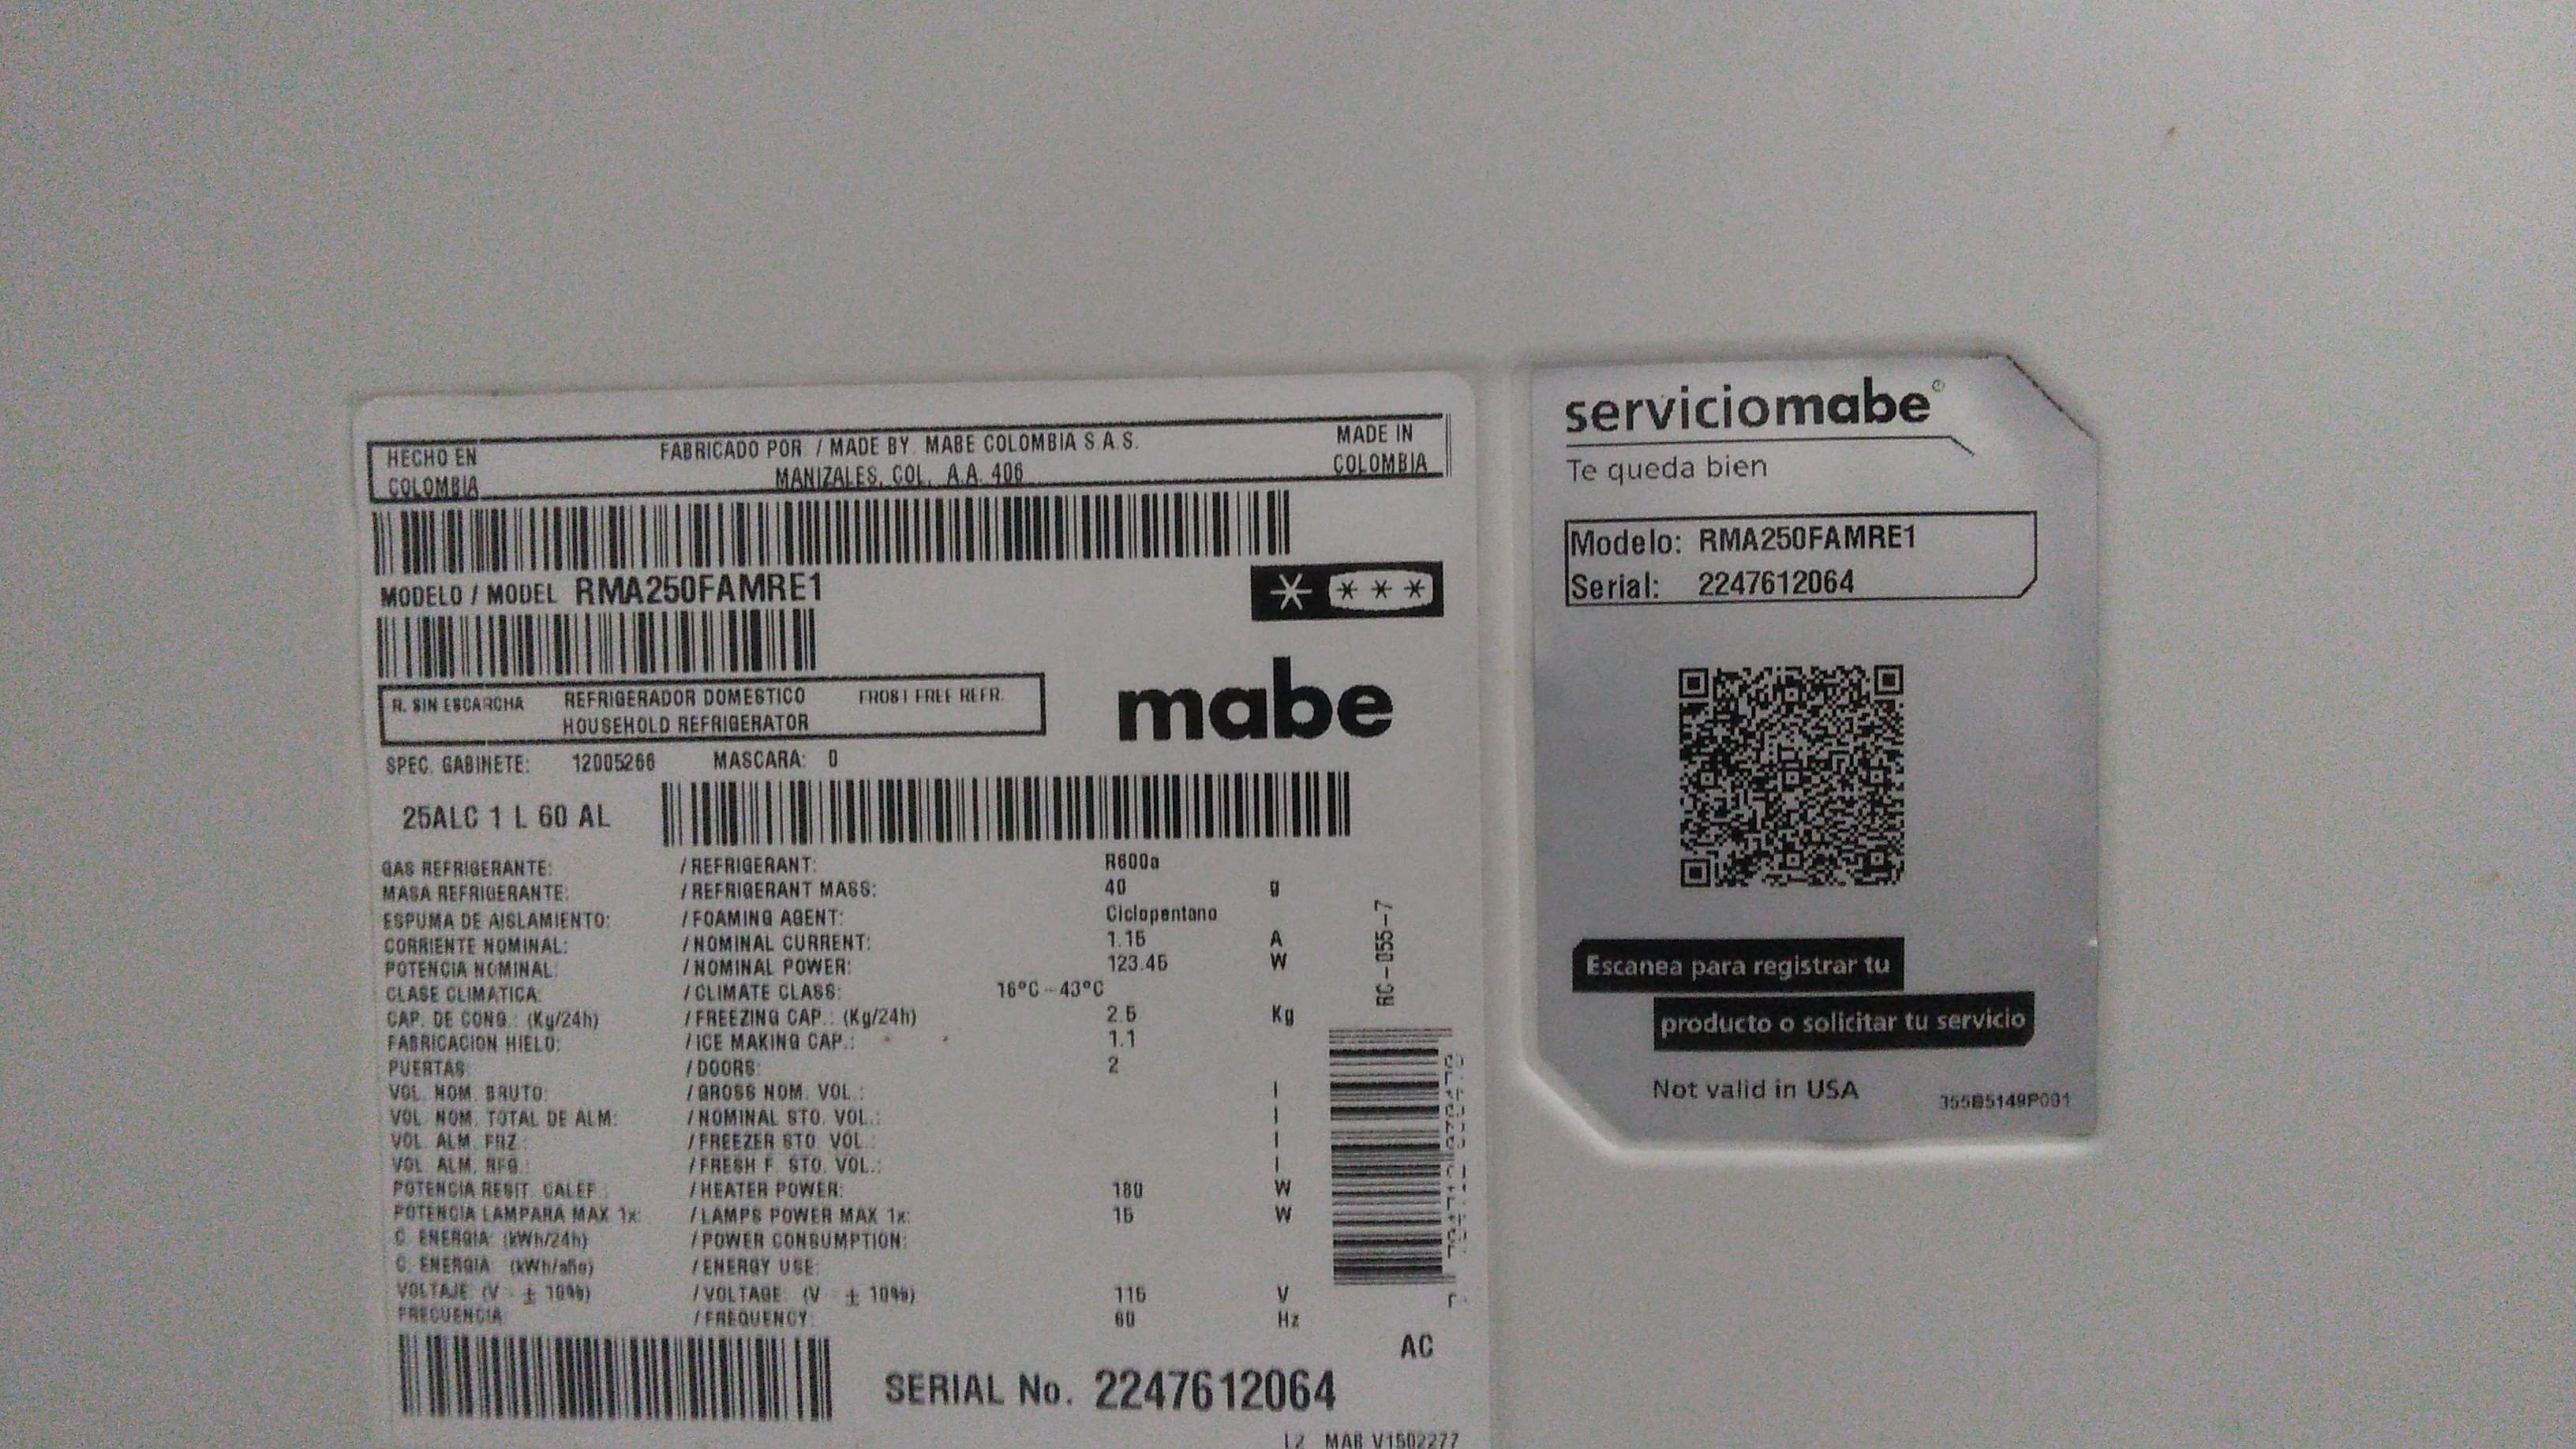 HECHO EN
COLOMBIA
FABRICADO POR / MADE BY. MABE COLOMBIA S.A.S.
MANIZALES, COL. A.A. 406
MADE IN
COLOMBIA
MODELO / MODEL RMA250FAMRE1
R. SIN ESCARCHA
REFRIGERADOR DOMESTICO
HOUSEHOLD REFRIGERATOR
FROST FREE REFR.
mabe
SPEC. GABINETE: 12005266 MASCARA: 0
25ALC 1 L 60 AL
GAS REFRIGERANTE: / REFRIGERANT: R600a
MASA REFRIGERANTE: / REFRIGERANT MASS: 40 g
ESPUMA DE AISLAMIENTO: / FOAMING AGENT: Ciclopentano
CORRIENTE NOMINAL: / NOMINAL CURRENT: 1.15 A
POTENCIA NOMINAL: / NOMINAL POWER: 123.45 W
CLASE CLIMATICA: / CLIMATE CLASS: 16°C - 43°C
CAP. DE CONG.: (Kg/24h) / FREEZING CAP.: (Kg/24h) 2.5 Kg
FABRICACION HIELO: / ICE MAKING CAP.: 1.1
PUERTAS: / DOORS: 2
VOL. NOM. BRUTO: / GROSS NOM. VOL.: l
VOL. NOM. TOTAL DE ALM: / NOMINAL STO. VOL.: l
VOL. ALM. FRZ.: / FREEZER STO. VOL.: l
VOL. ALM. RFG.: / FRESH F. STO. VOL.: l
POTENCIA RESIT. CALEF.: / HEATER POWER: 180 W
POTENCIA LAMPARA MAX 1x: / LAMPS POWER MAX 1x: 15 W
C. ENERGIA: (kWh/24h) / POWER CONSUMPTION:
C. ENERGIA (kWh/año) / ENERGY USE:
VOLTAJE: (V ± 10%) / VOLTAGE: (V ± 10%) 115 V
FRECUENCIA: / FREQUENCY: 60 Hz
RC-055-7
AC
SERIAL No. 2247612064
L2 MAB V1502277
serviciomabe®
Te queda bien
Modelo: RMA250FAMRE1
Serial: 2247612064
Escanea para registrar tu
producto o solicitar tu servicio
Not valid in USA
355B5149P001